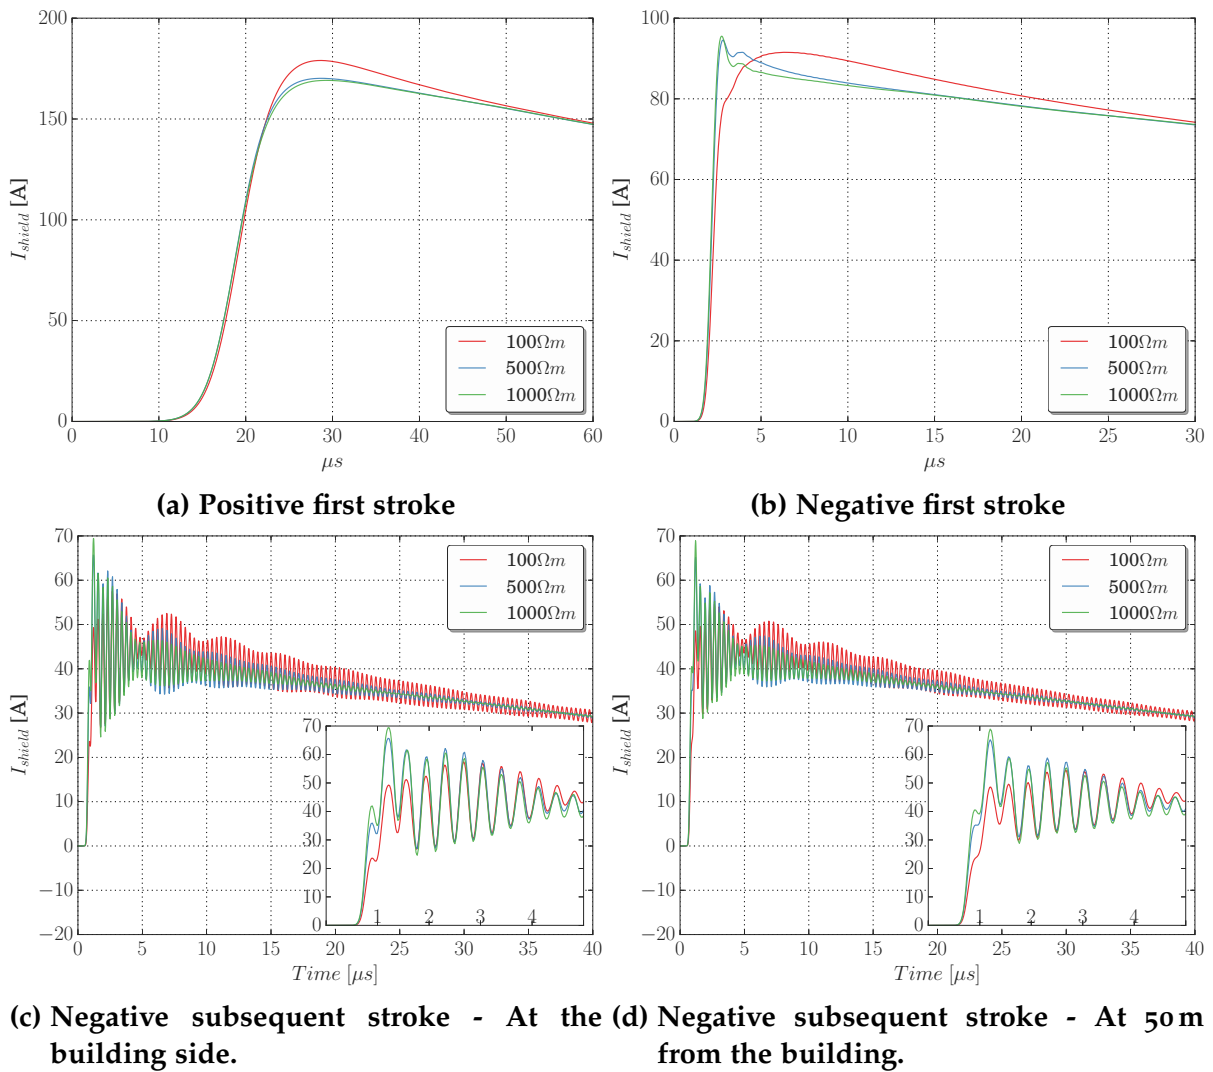 200
150
100
50
0
I_shield [A]
0 10 20 30 40 50 60
μs
100Ωm
500Ωm
1000Ωm
(a) Positive first stroke
100
80
60
40
20
0
I_shield [A]
0 5 10 15 20 25 30
μs
100Ωm
500Ωm
1000Ωm
(b) Negative first stroke
70
60
50
40
30
20
10
0
−10
−20
I_shield [A]
0 5 10 15 20 25 30 35 40
Time [μs]
100Ωm
500Ωm
1000Ωm
70
60
50
40
30
20
10
0
1 2 3 4
(c) Negative subsequent stroke - At the
building side.
70
60
50
40
30
20
10
0
−10
−20
I_shield [A]
0 5 10 15 20 25 30 35 40
Time [μs]
100Ωm
500Ωm
1000Ωm
70
60
50
40
30
20
10
0
1 2 3 4
(d) Negative subsequent stroke - At 50 m
from the building.